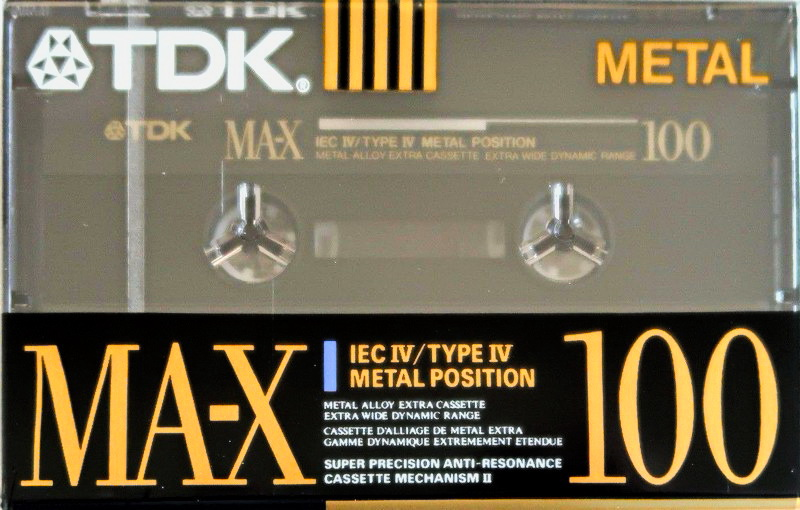 TDK®
METAL
TDK
MA-X
IEC IV/TYPE IV METAL POSITION
METAL ALLOY EXTRA CASSETTE EXTRA WIDE DYNAMIC RANGE
100
MA-X
IEC IV/TYPE IV
METAL POSITION
METAL ALLOY EXTRA CASSETTE
EXTRA WIDE DYNAMIC RANGE
CASSETTE D'ALLIAGE DE METAL EXTRA
GAMME DYNAMIQUE EXTREMEMENT ETENDUE
SUPER PRECISION ANTI-RESONANCE
CASSETTE MECHANISM II
100